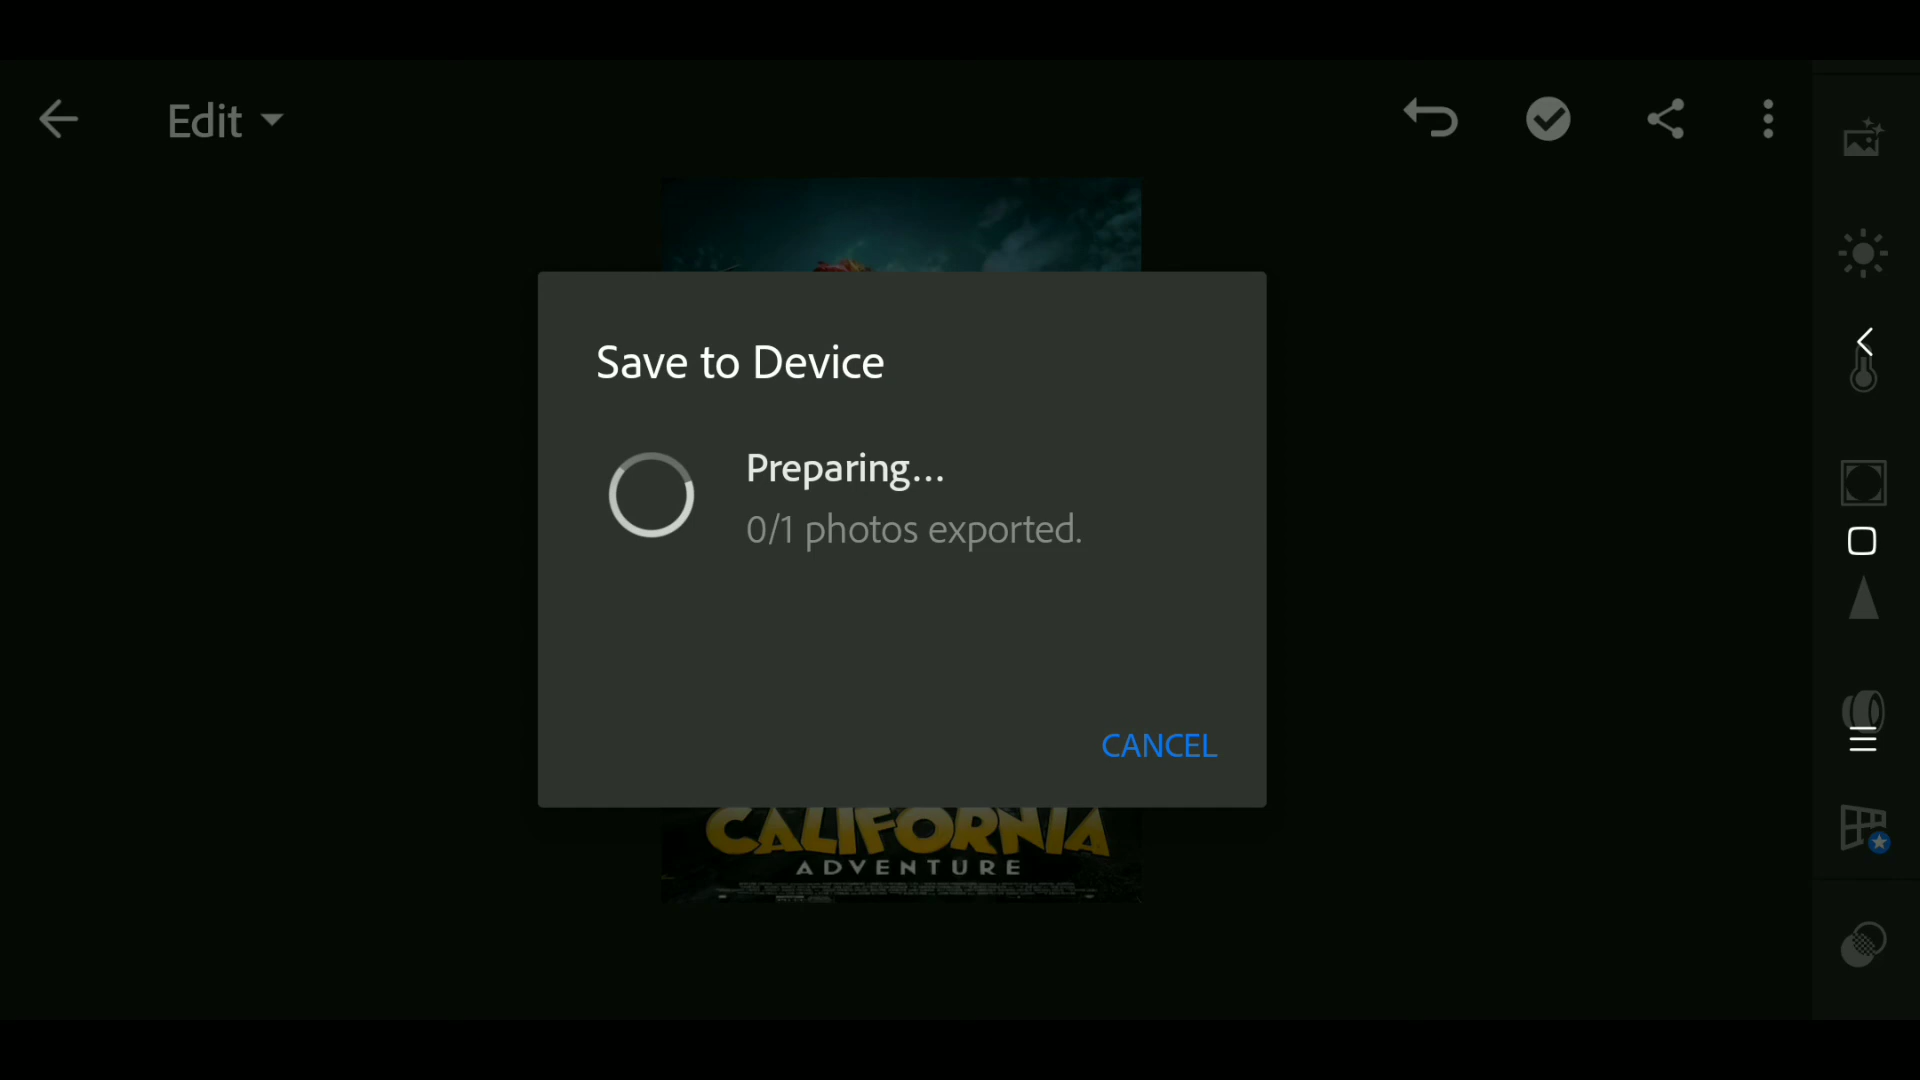 Edit
Save to Device
Preparing...
0/1 photos exported.
CANCEL
CALIFORNIA
ADVENTURE